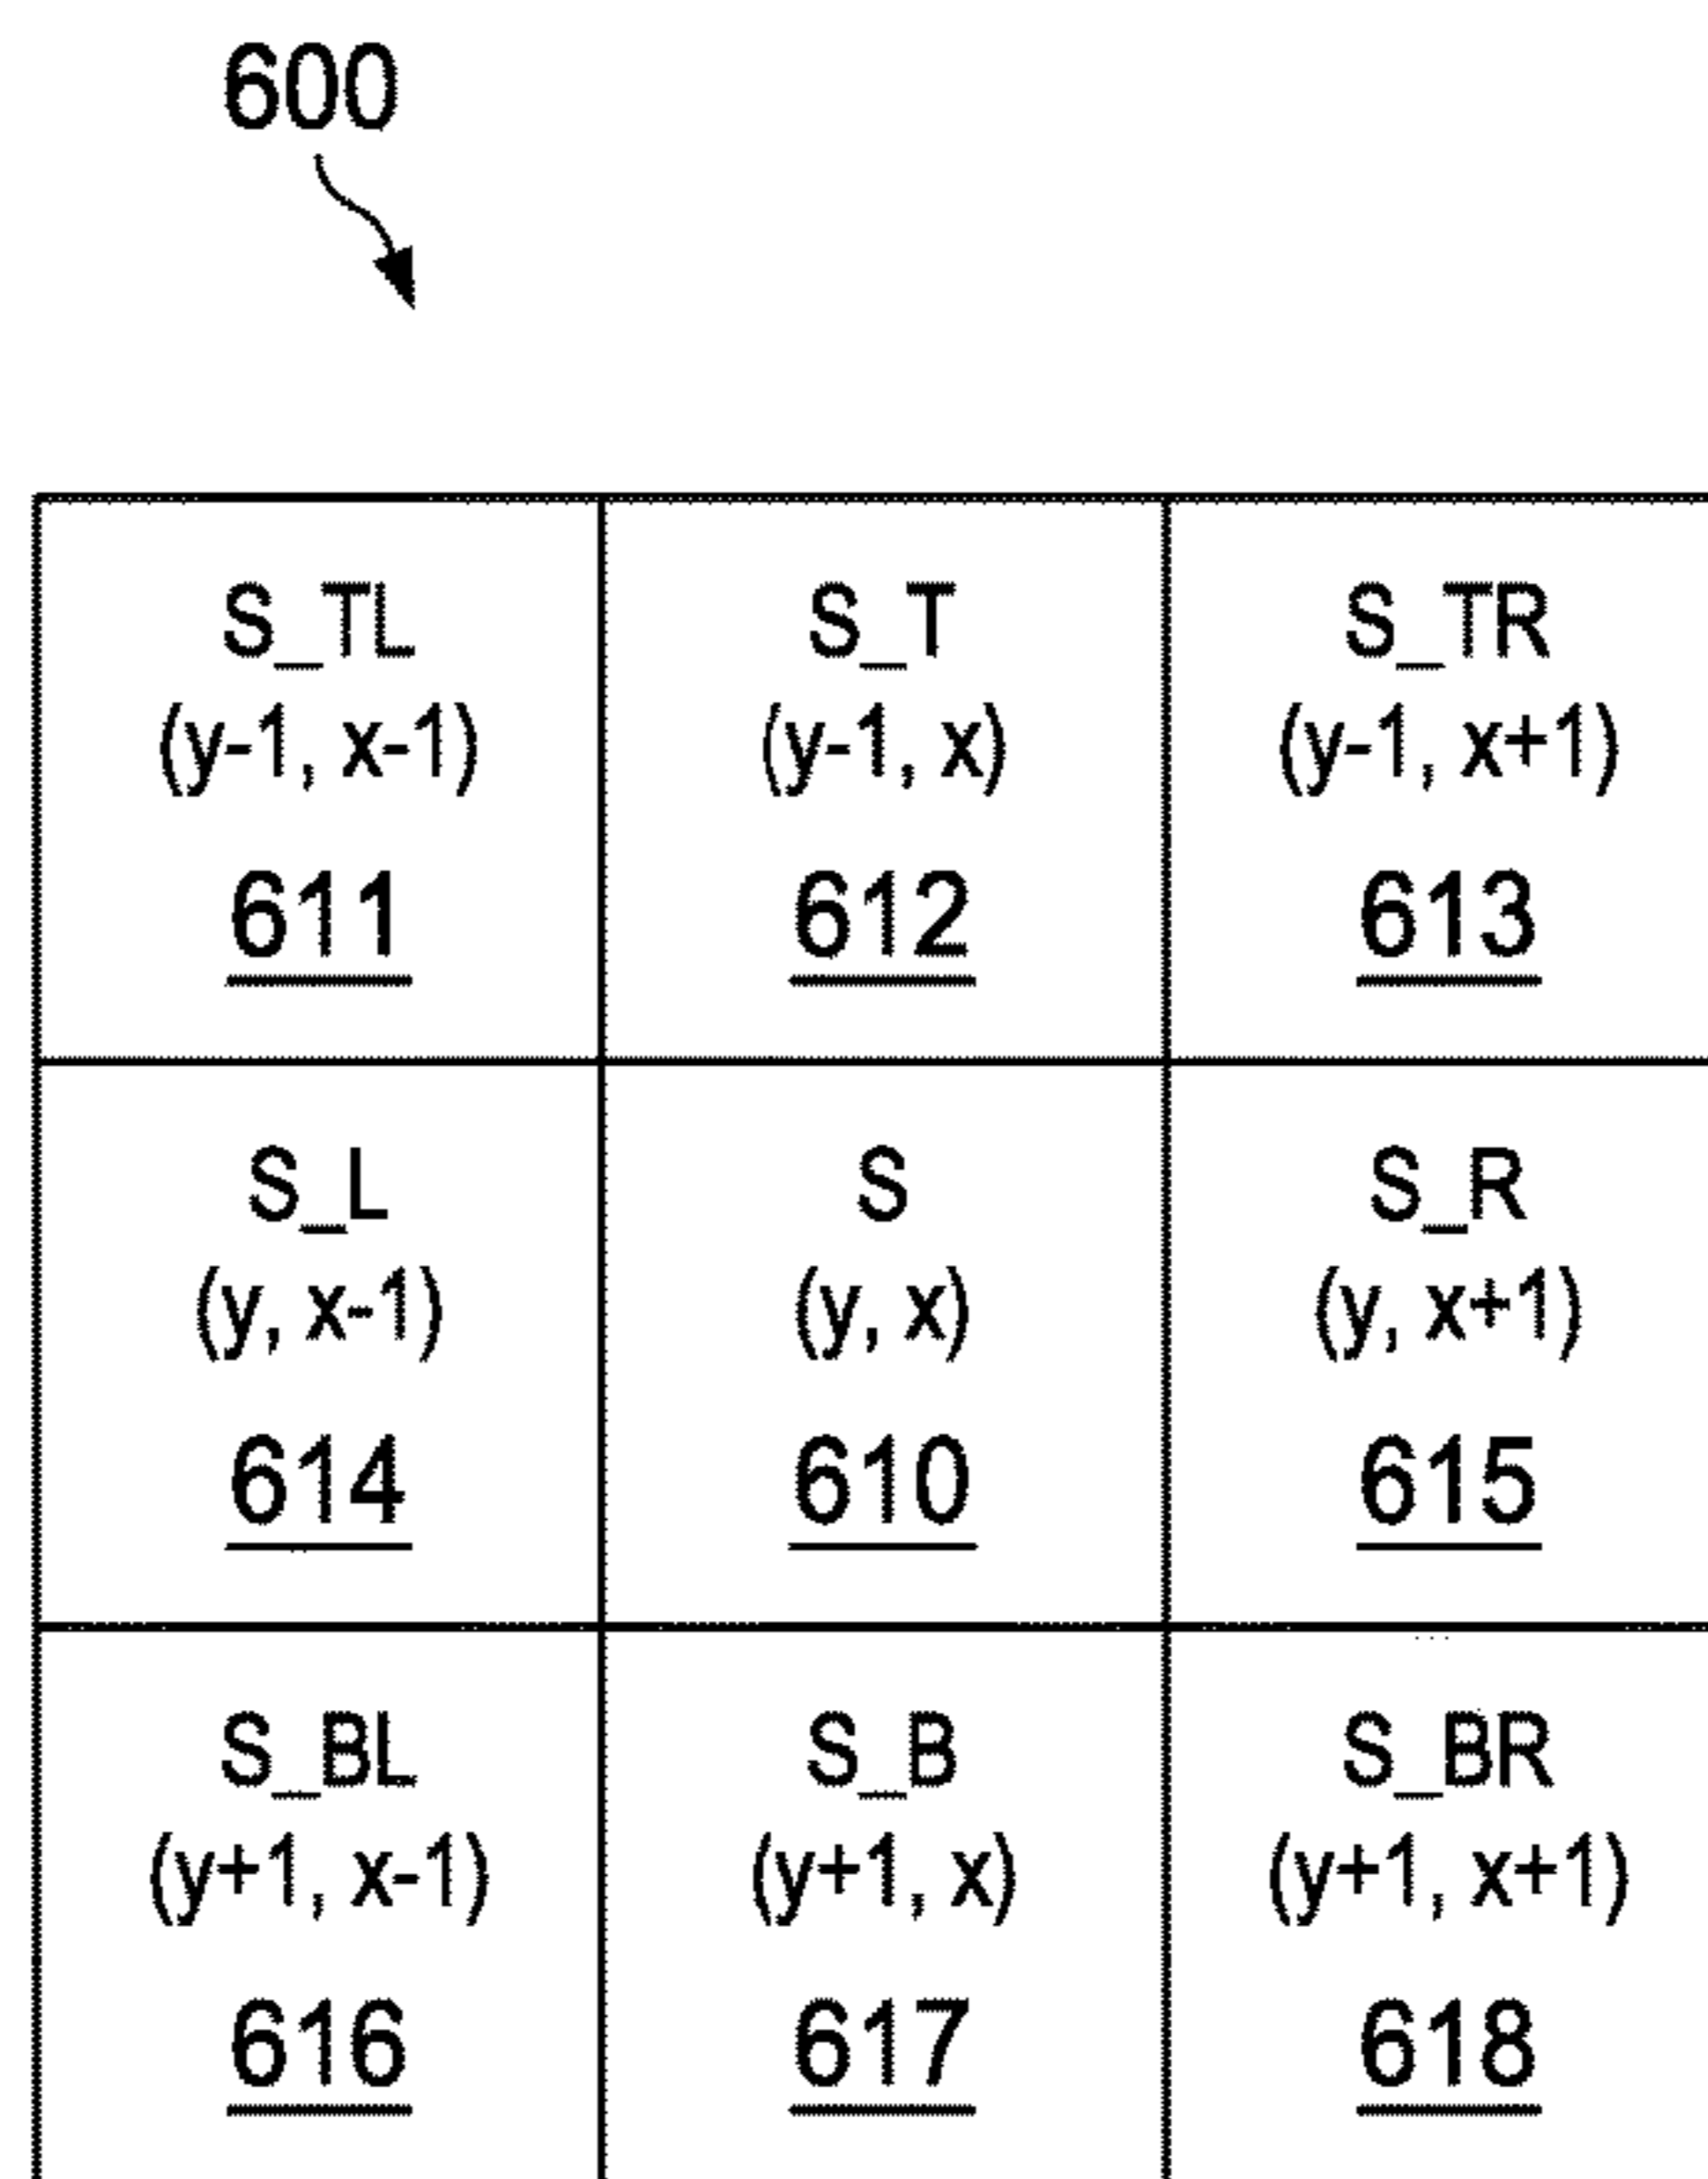 600
S_TL
(y-1, x-1)
611
S_T
(y-1, x)
612
S_TR
(y-1, x+1)
613
S_L
(y, x-1)
614
S
(y, x)
610
S_R
(y, x+1)
615
S_BL
(y+1, x-1)
616
S_B
(y+1, x)
617
S_BR
(y+1, x+1)
618